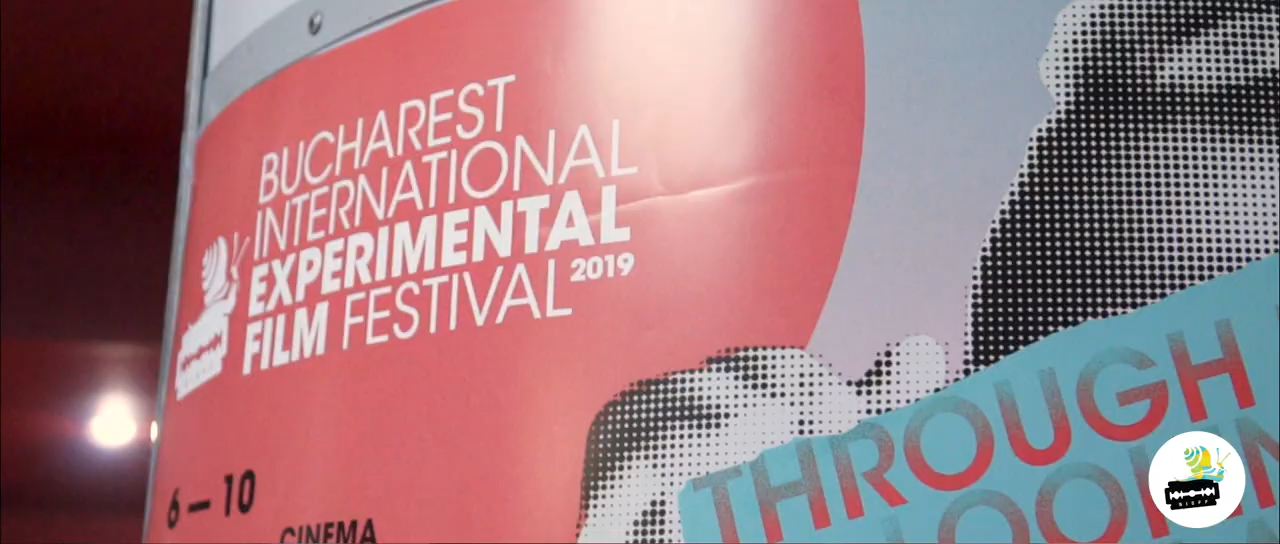 BUCHAREST
INTERNATIONAL
EXPERIMENTAL
FILM FESTIVAL 2019
6 — 10
CINEMA
THROUGH